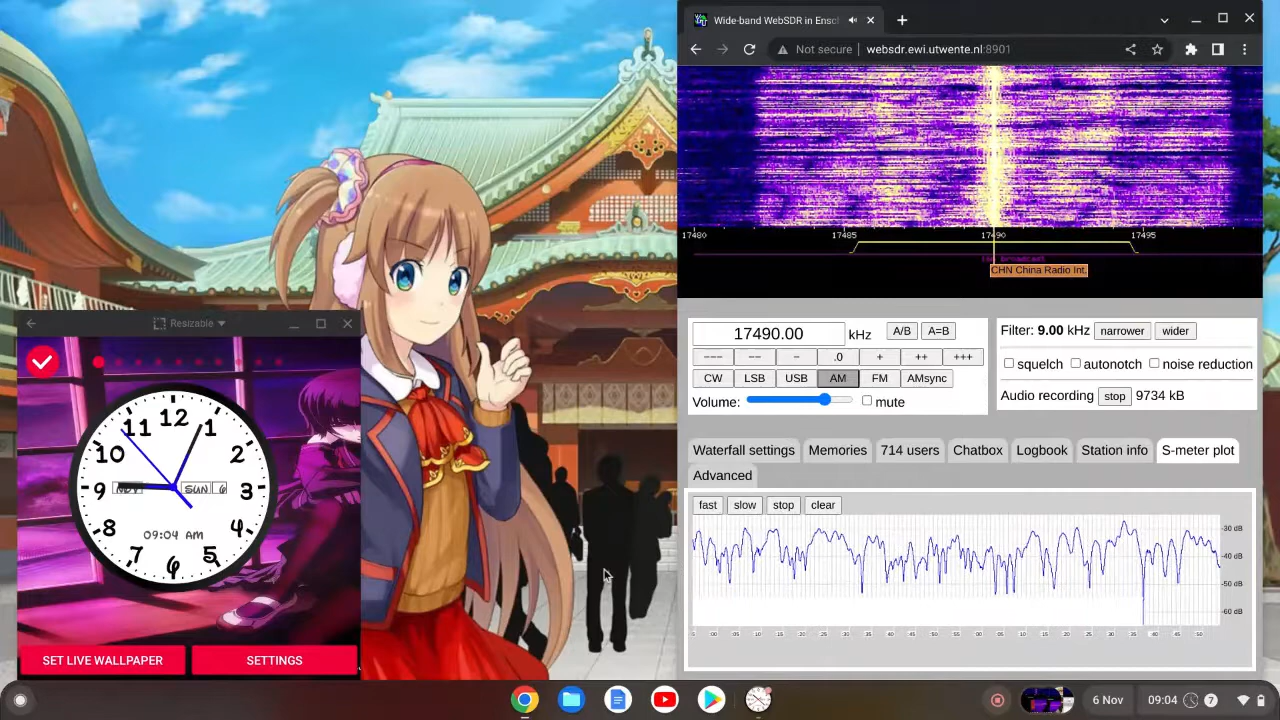 Wide-band WebSDR in Ensc
Not secure
websdr.ewi.utwente.nl:8901
17480
17485
17490
17495
CHN China Radio Int.
17490.00 kHz A/B A=B
--- -- - .0 + ++ +++
CW LSB USB AM FM AMsync
Volume: mute
Filter: 9.00 kHz narrower wider
squelch autonotch noise reduction
Audio recording stop 9734 kB
Waterfall settings Memories 714 users Chatbox Logbook Station info S-meter plot
Advanced
fast slow stop clear
-30 dB
-40 dB
-50 dB
-60 dB
Resizable
12
11 1
10 2
9 NOV SUN 6 3
8 4
09:04 AM
7 5
6
SET LIVE WALLPAPER SETTINGS
6 Nov 09:04 7